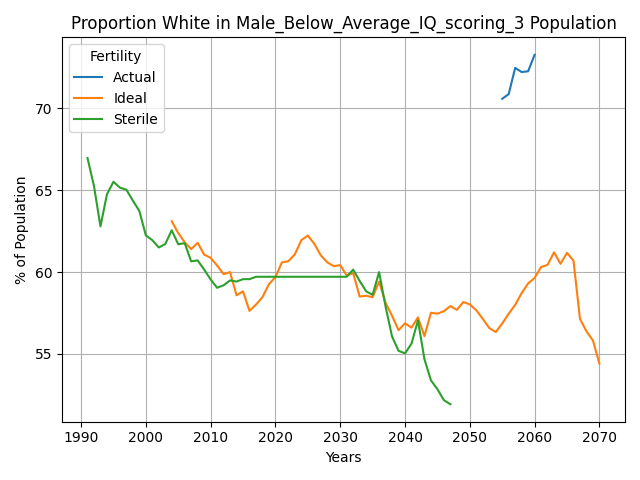 Proportion White in Male_Below_Average_IQ_scoring_3 Population
Fertility
Actual
Ideal
Sterile
% of Population
70
65
60
55
1990 2000 2010 2020 2030 2040 2050 2060 2070
Years